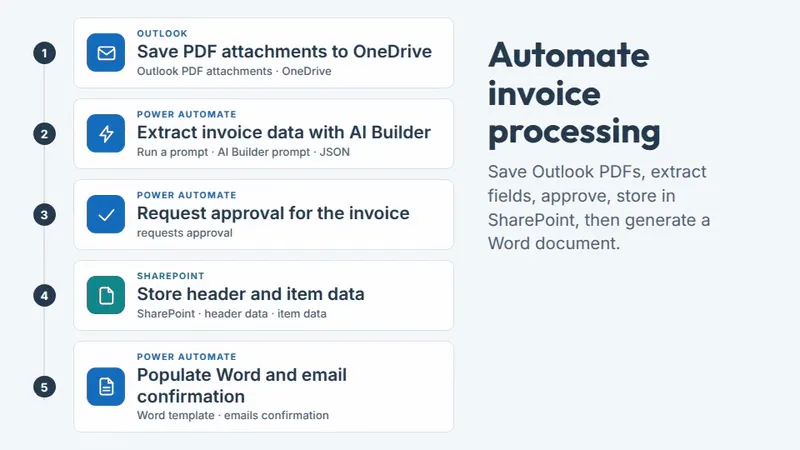 1
OUTLOOK
Save PDF attachments to OneDrive
Outlook PDF attachments · OneDrive
2
POWER AUTOMATE
Extract invoice data with AI Builder
Run a prompt · AI Builder prompt · JSON
3
POWER AUTOMATE
Request approval for the invoice
requests approval
4
SHAREPOINT
Store header and item data
SharePoint · header data · item data
5
POWER AUTOMATE
Populate Word and email
confirmation
Word template · emails confirmation
Automate
invoice
processing
Save Outlook PDFs, extract
fields, approve, store in
SharePoint, then generate a
Word document.